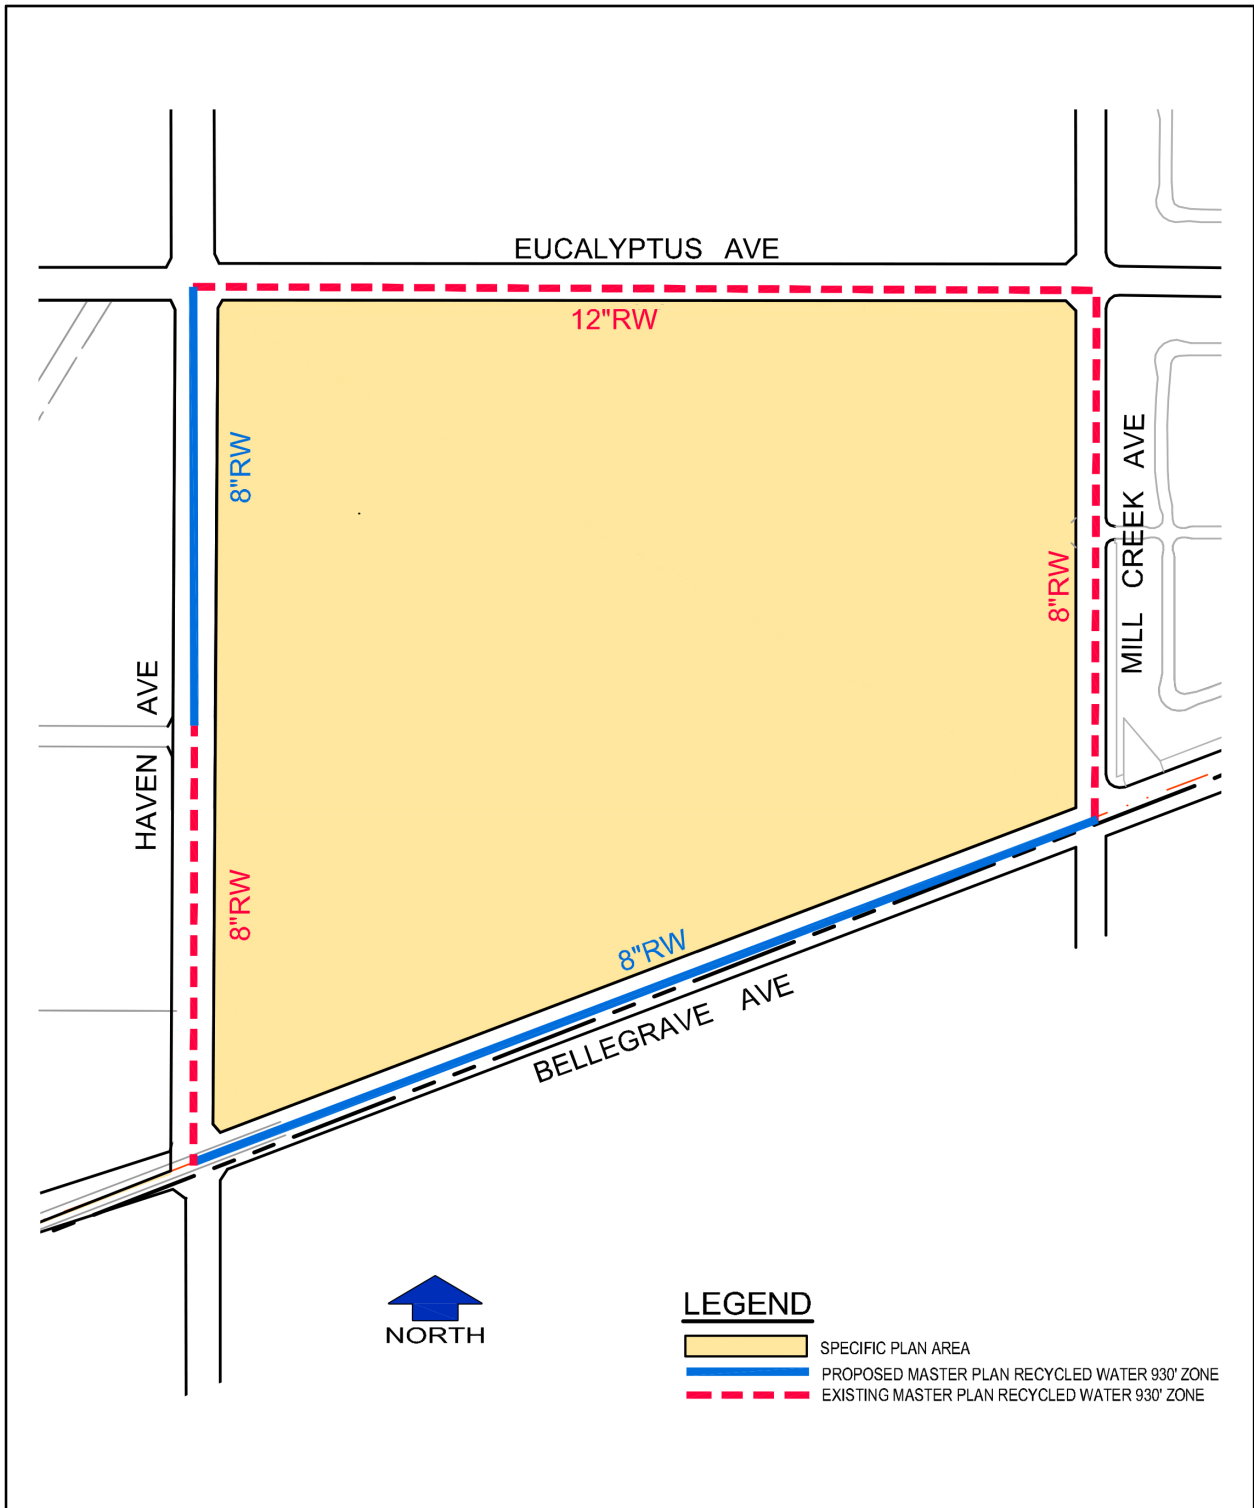 EUCALYPTUS AVE
12"RW
8"RW
MILL CREEK AVE
8"RW
HAVEN AVE
8"RW
8"RW
BELLEGRAVE AVE
NORTH
LEGEND
SPECIFIC PLAN AREA
PROPOSED MASTER PLAN RECYCLED WATER 930' ZONE
EXISTING MASTER PLAN RECYCLED WATER 930' ZONE